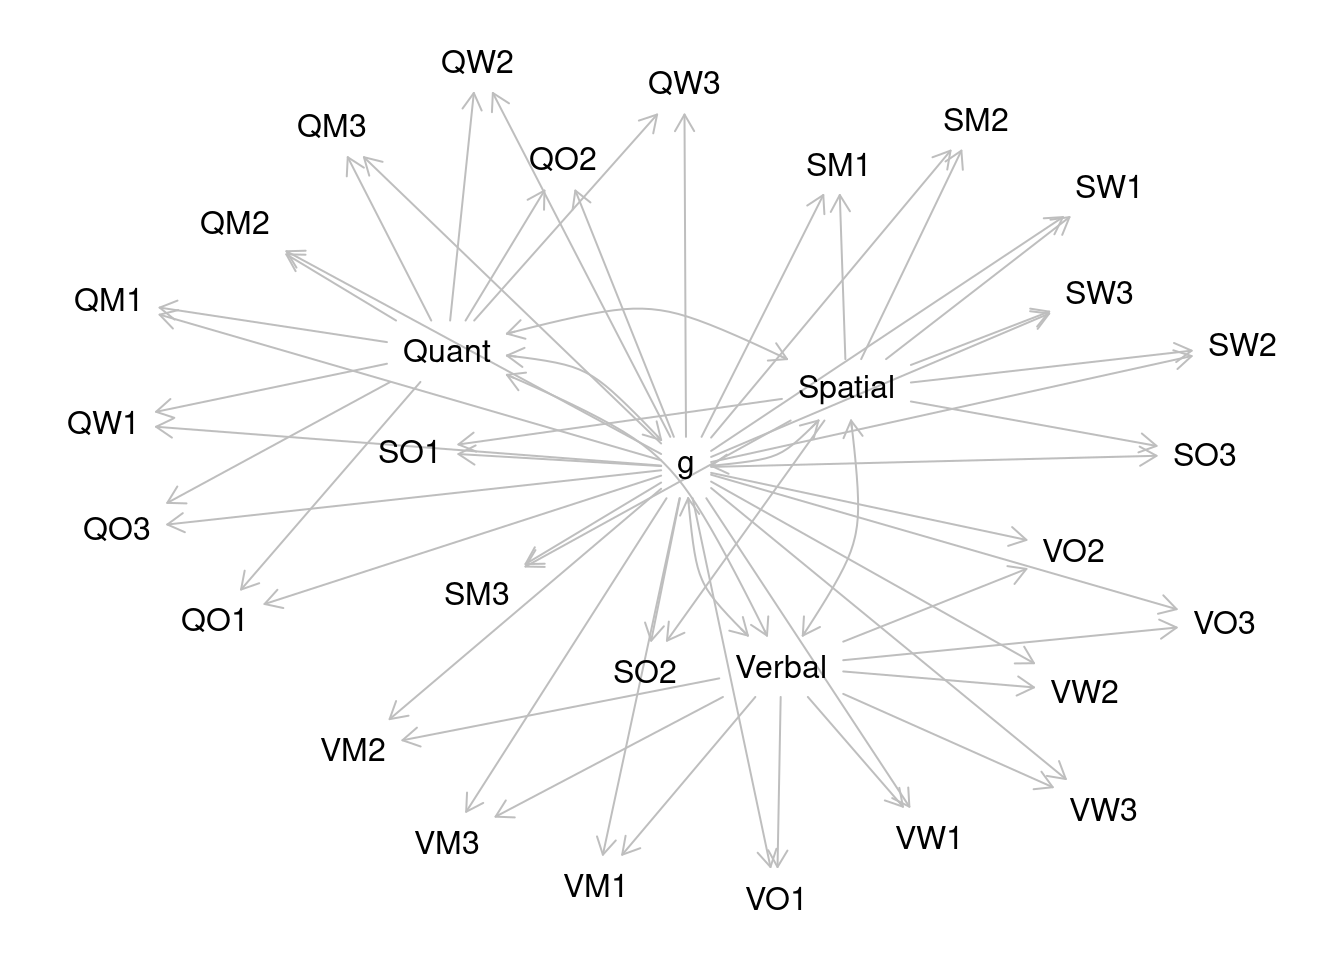 QW2
QW3
SM2
QM3
QO2
SM1
SW1
QM2
SW3
QM1
SW2
Quant
Spatial
QW1
SO1
g
SO3
QO3
VO2
SM3
QO1
VO3
SO2
Verbal
VW2
VM2
VW3
VM3
VW1
VM1
VO1